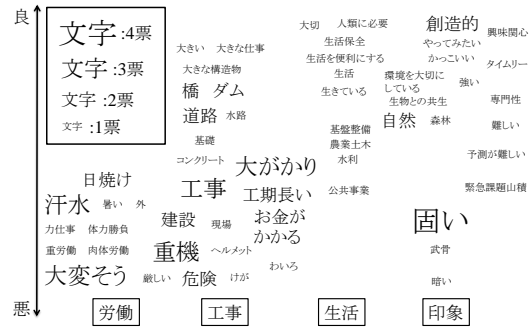 良
文字:4票
文字:3票
文字:2票
文字:1票
大きい 大きな仕事
大きな構造物
橋 ダム
道路 水路
基礎
コンクリート
大がかり
工事
工期長い
建設 現場
お金が
かかる
重機
ヘルメット
わいろ
危険 けが
日焼け
汗水 暑い 外
力仕事 体力勝負
重労働 肉体労働
大変そう 厳しい
大切 人類に必要
生活保全
生活を便利にする
生活
生きている
基盤整備
農業土木
水利
公共事業
創造的
興味関心
やってみたい
かっこいい
タイムリー
環境を大切に
している
強い
生物との共生
専門性
自然 森林
難しい
予測が難しい
緊急課題山積
固い
武骨
暗い
悪
労働 工事 生活 印象